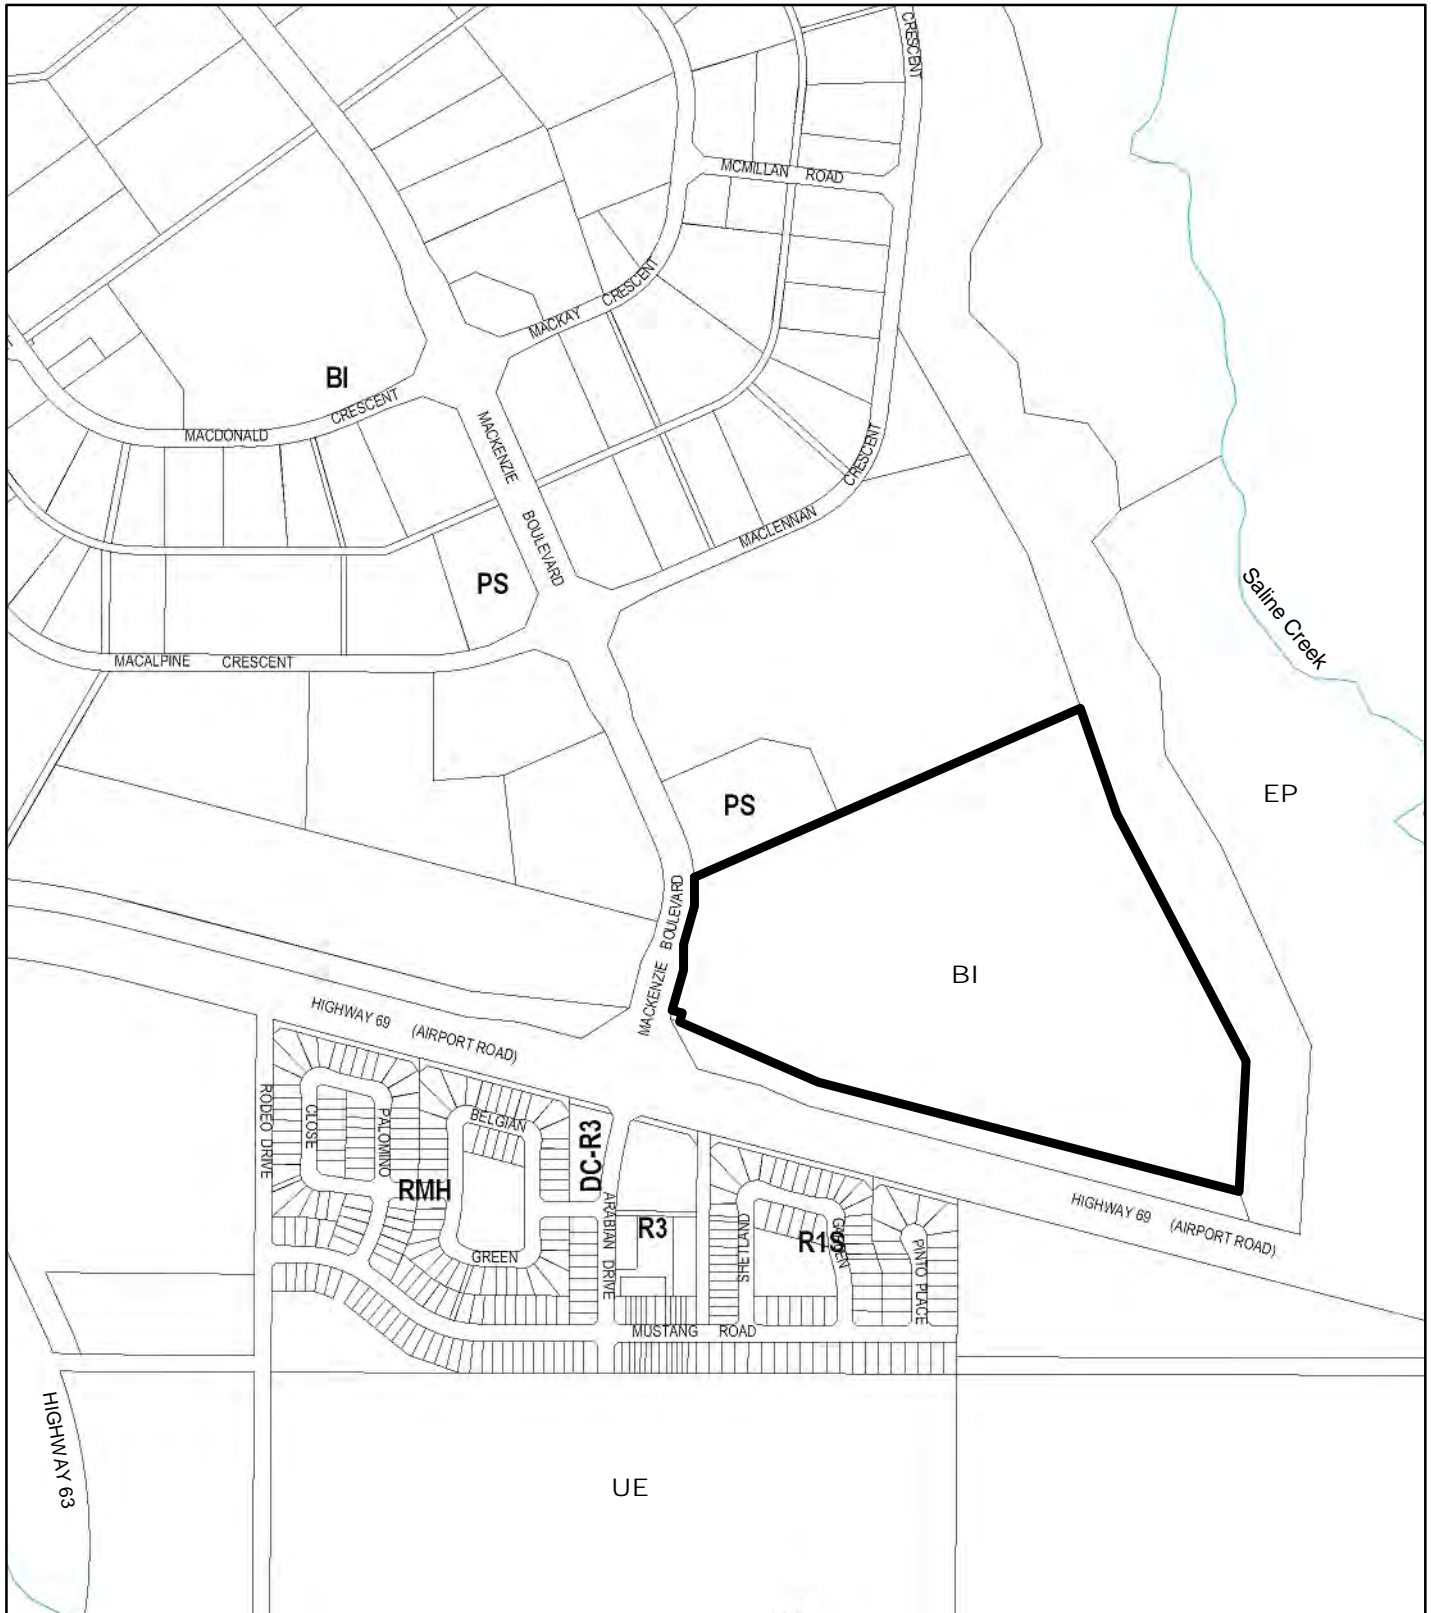 CRESCENT
MCMILLAN ROAD
MACKAY CRESCENT
BI
MACDONALD CRESCENT
MACKENZIE BOULEVARD
CRESCENT
MACLENNAN
PS
MACALPINE CRESCENT
Saline Creek
EP
PS
MACKENZIE BOULEVARD
BI
HIGHWAY 69 (AIRPORT ROAD)
RODEO DRIVE
CLOSE
PALOMINO
BELGIAN
GREEN
RMH
DC-R3
ARABIAN DRIVE
R3
SHETLAND
R1S
PINTO PLACE
HIGHWAY 69 (AIRPORT ROAD)
MUSTANG ROAD
HIGHWAY 63
UE